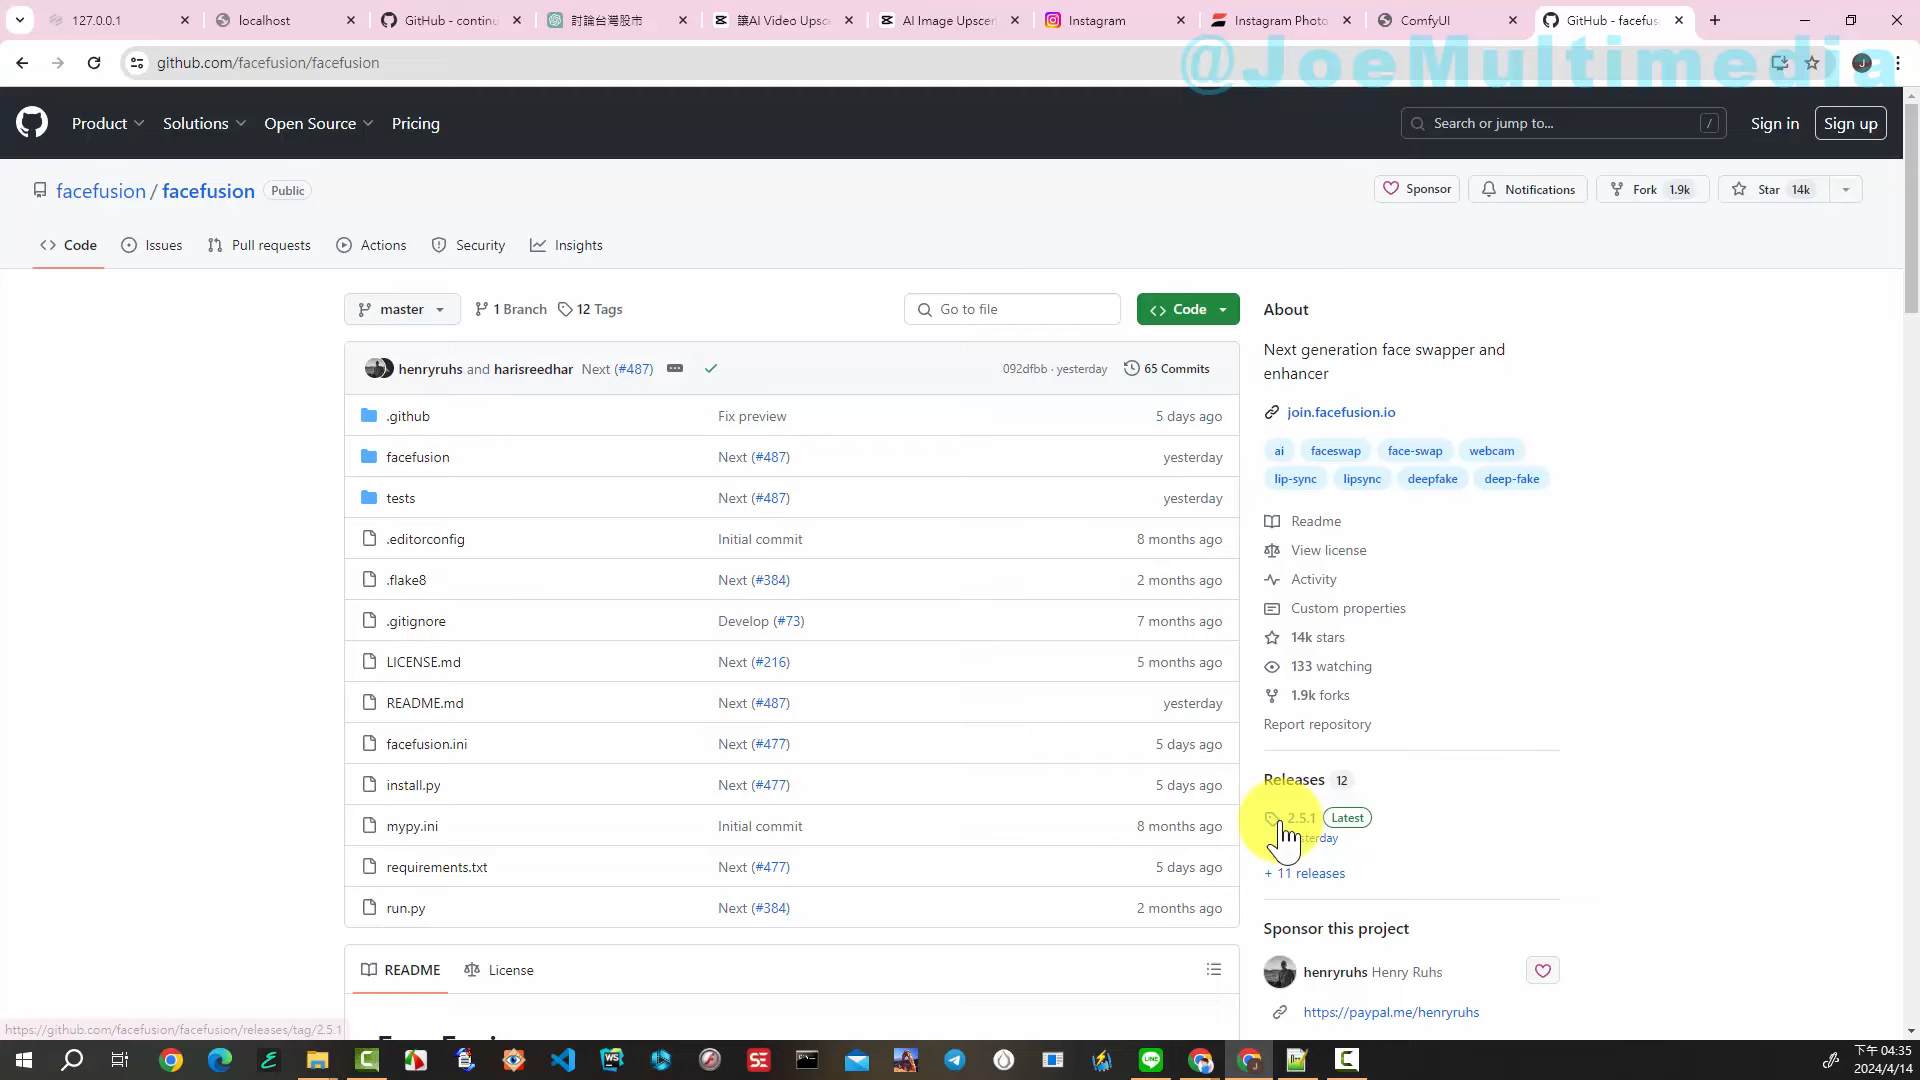 127.0.0.1
localhost
GitHub - continu
討論台灣股市
讓AI Video Upsc
AI Image Upscer
Instagram
Instagram Photo
ComfyUI
GitHub - facefus
github.com/facefusion/facefusion
@JoeMultimedia
J
Product
Solutions
Open Source
Pricing
Search or jump to...
/
Sign in
Sign up
facefusion / facefusion
Public
Sponsor
Notifications
Fork 1.9k
Star 14k
Code
Issues
Pull requests
Actions
Security
Insights
master
1 Branch
12 Tags
Go to file
Code
henryruhs and harisreedhar Next (#487)
092dfbb · yesterday
65 Commits
.github Fix preview 5 days ago
facefusion Next (#487) yesterday
tests Next (#487) yesterday
.editorconfig Initial commit 8 months ago
.flake8 Next (#384) 2 months ago
.gitignore Develop (#73) 7 months ago
LICENSE.md Next (#216) 5 months ago
README.md Next (#487) yesterday
facefusion.ini Next (#477) 5 days ago
install.py Next (#477) 5 days ago
mypy.ini Initial commit 8 months ago
requirements.txt Next (#477) 5 days ago
run.py Next (#384) 2 months ago
README
License
About
Next generation face swapper and
enhancer
join.facefusion.io
ai faceswap face-swap webcam
lip-sync lipsync deepfake deep-fake
Readme
View license
Activity
Custom properties
14k stars
133 watching
1.9k forks
Report repository
Releases 12
2.5.1 Latest
sterday
+ 11 releases
Sponsor this project
henryruhs Henry Ruhs
https://paypal.me/henryruhs
https://github.com/facefusion/facefusion/releases/tag/2.5.1
WS
SE
LINE
下午 04:35
2024/4/14